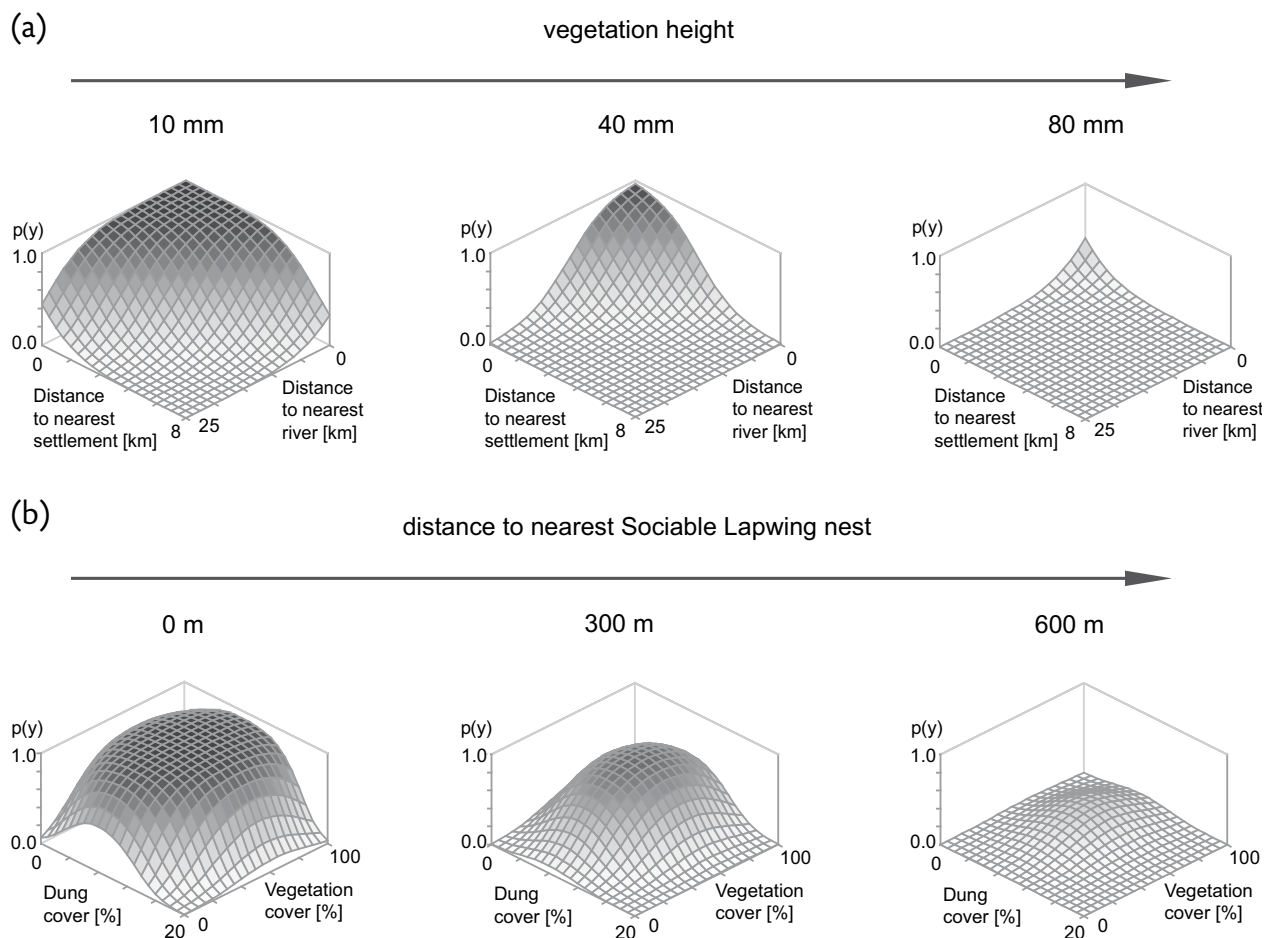 (a)
vegetation height
10 mm
40 mm
80 mm
p(y)
1.0
0.0
0
Distance
to nearest
settlement [km]
8
25
Distance
to nearest
river [km]
0
p(y)
1.0
0.0
0
Distance
to nearest
settlement [km]
8
25
Distance
to nearest
river [km]
0
p(y)
1.0
0.0
0
Distance
to nearest
settlement [km]
8
25
Distance
to nearest
river [km]
0
(b)
distance to nearest Sociable Lapwing nest
0 m
300 m
600 m
p(y)
1.0
0.0
0
Dung
cover [%]
20
0
Vegetation
cover [%]
100
p(y)
1.0
0.0
0
Dung
cover [%]
20
0
Vegetation
cover [%]
100
p(y)
1.0
0.0
0
Dung
cover [%]
20
0
Vegetation
cover [%]
100